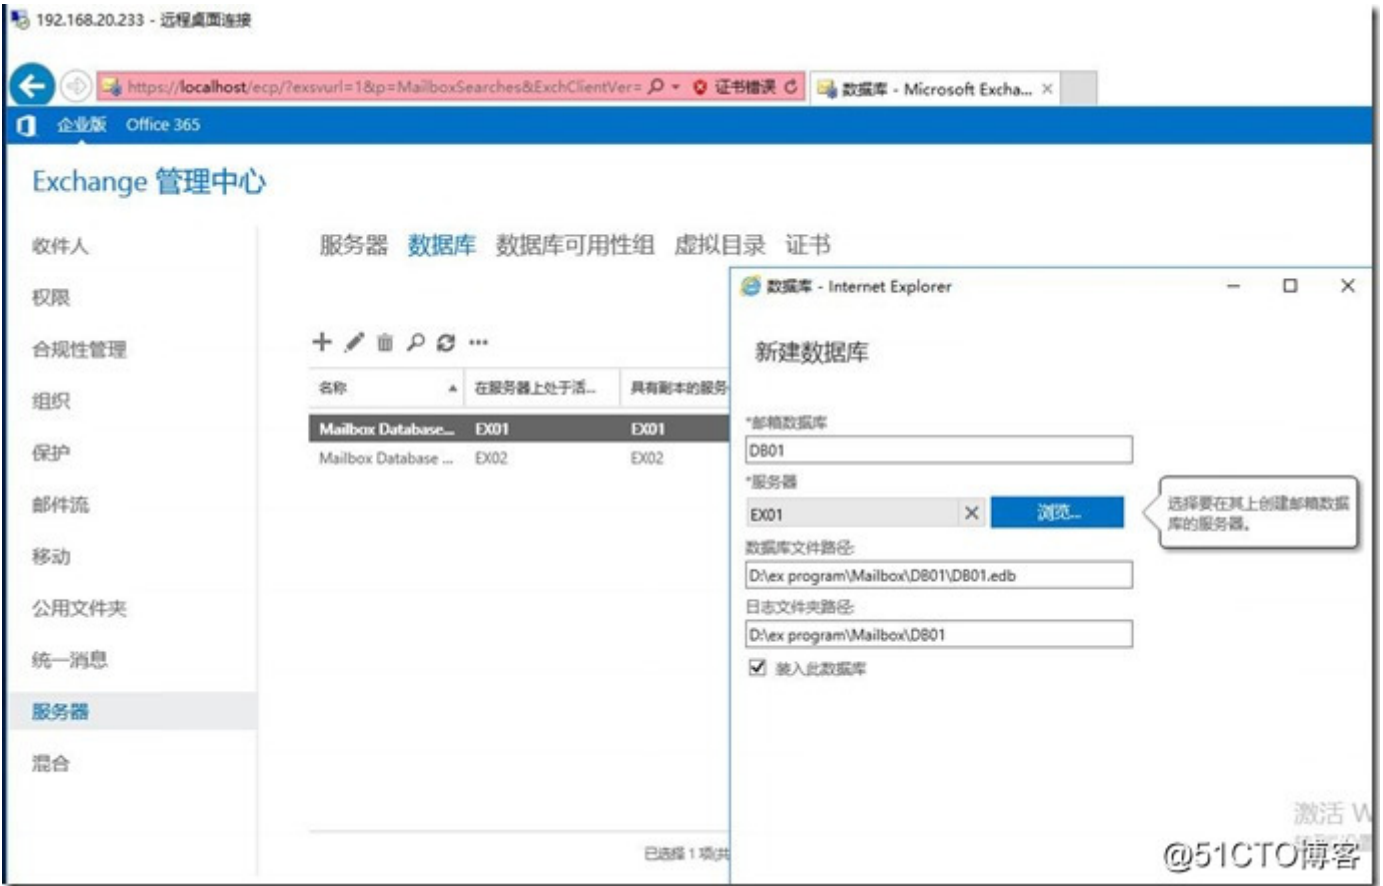 192.168.20.233 - 远程桌面连接
https://localhost/ecp/?exsvurl=1&p=MailboxSearches&ExchClientVer= 证书错误 数据库 - Microsoft Excha...
企业版 Office 365
Exchange 管理中心
收件人
权限
合规性管理
组织
保护
邮件流
移动
公用文件夹
统一消息
服务器
混合
服务器 数据库 数据库可用性组 虚拟目录 证书
名称 在服务器上处于活... 具有副本的服务
Mailbox Database... EX01 EX01
Mailbox Database ... EX02 EX02
已选择 1 项(共
数据库 - Internet Explorer
新建数据库
*邮箱数据库
DB01
*服务器
EX01 浏览...
选择要在其上创建邮箱数据
库的服务器。
数据库文件路径:
D:\ex program\Mailbox\DB01\DB01.edb
日志文件夹路径:
D:\ex program\Mailbox\DB01
装入此数据库
激活 W
@51CTO博客